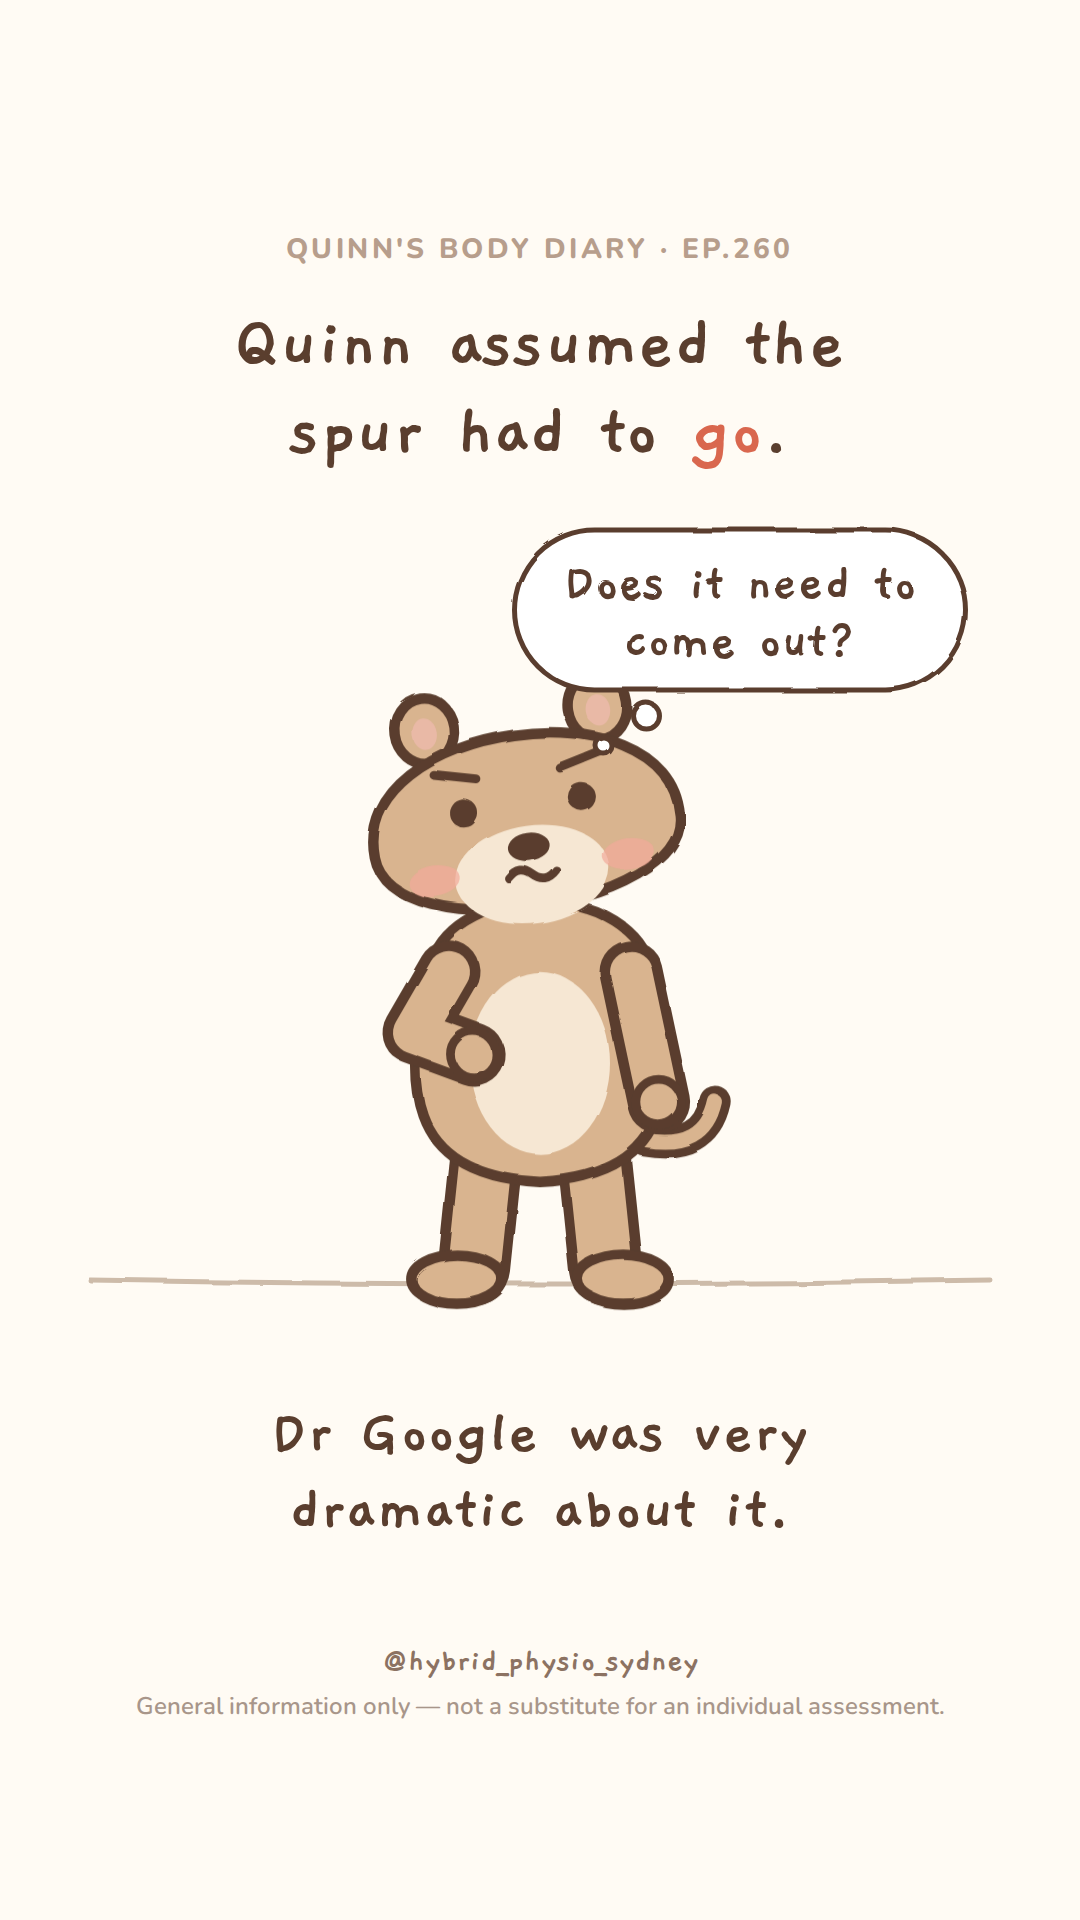 QUINN'S BODY DIARY · EP.260
Quinn assumed the
spur had to go.
Does it need to
come out?
Dr Google was very
dramatic about it.
@hybrid_physio_sydney
General information only — not a substitute for an individual assessment.